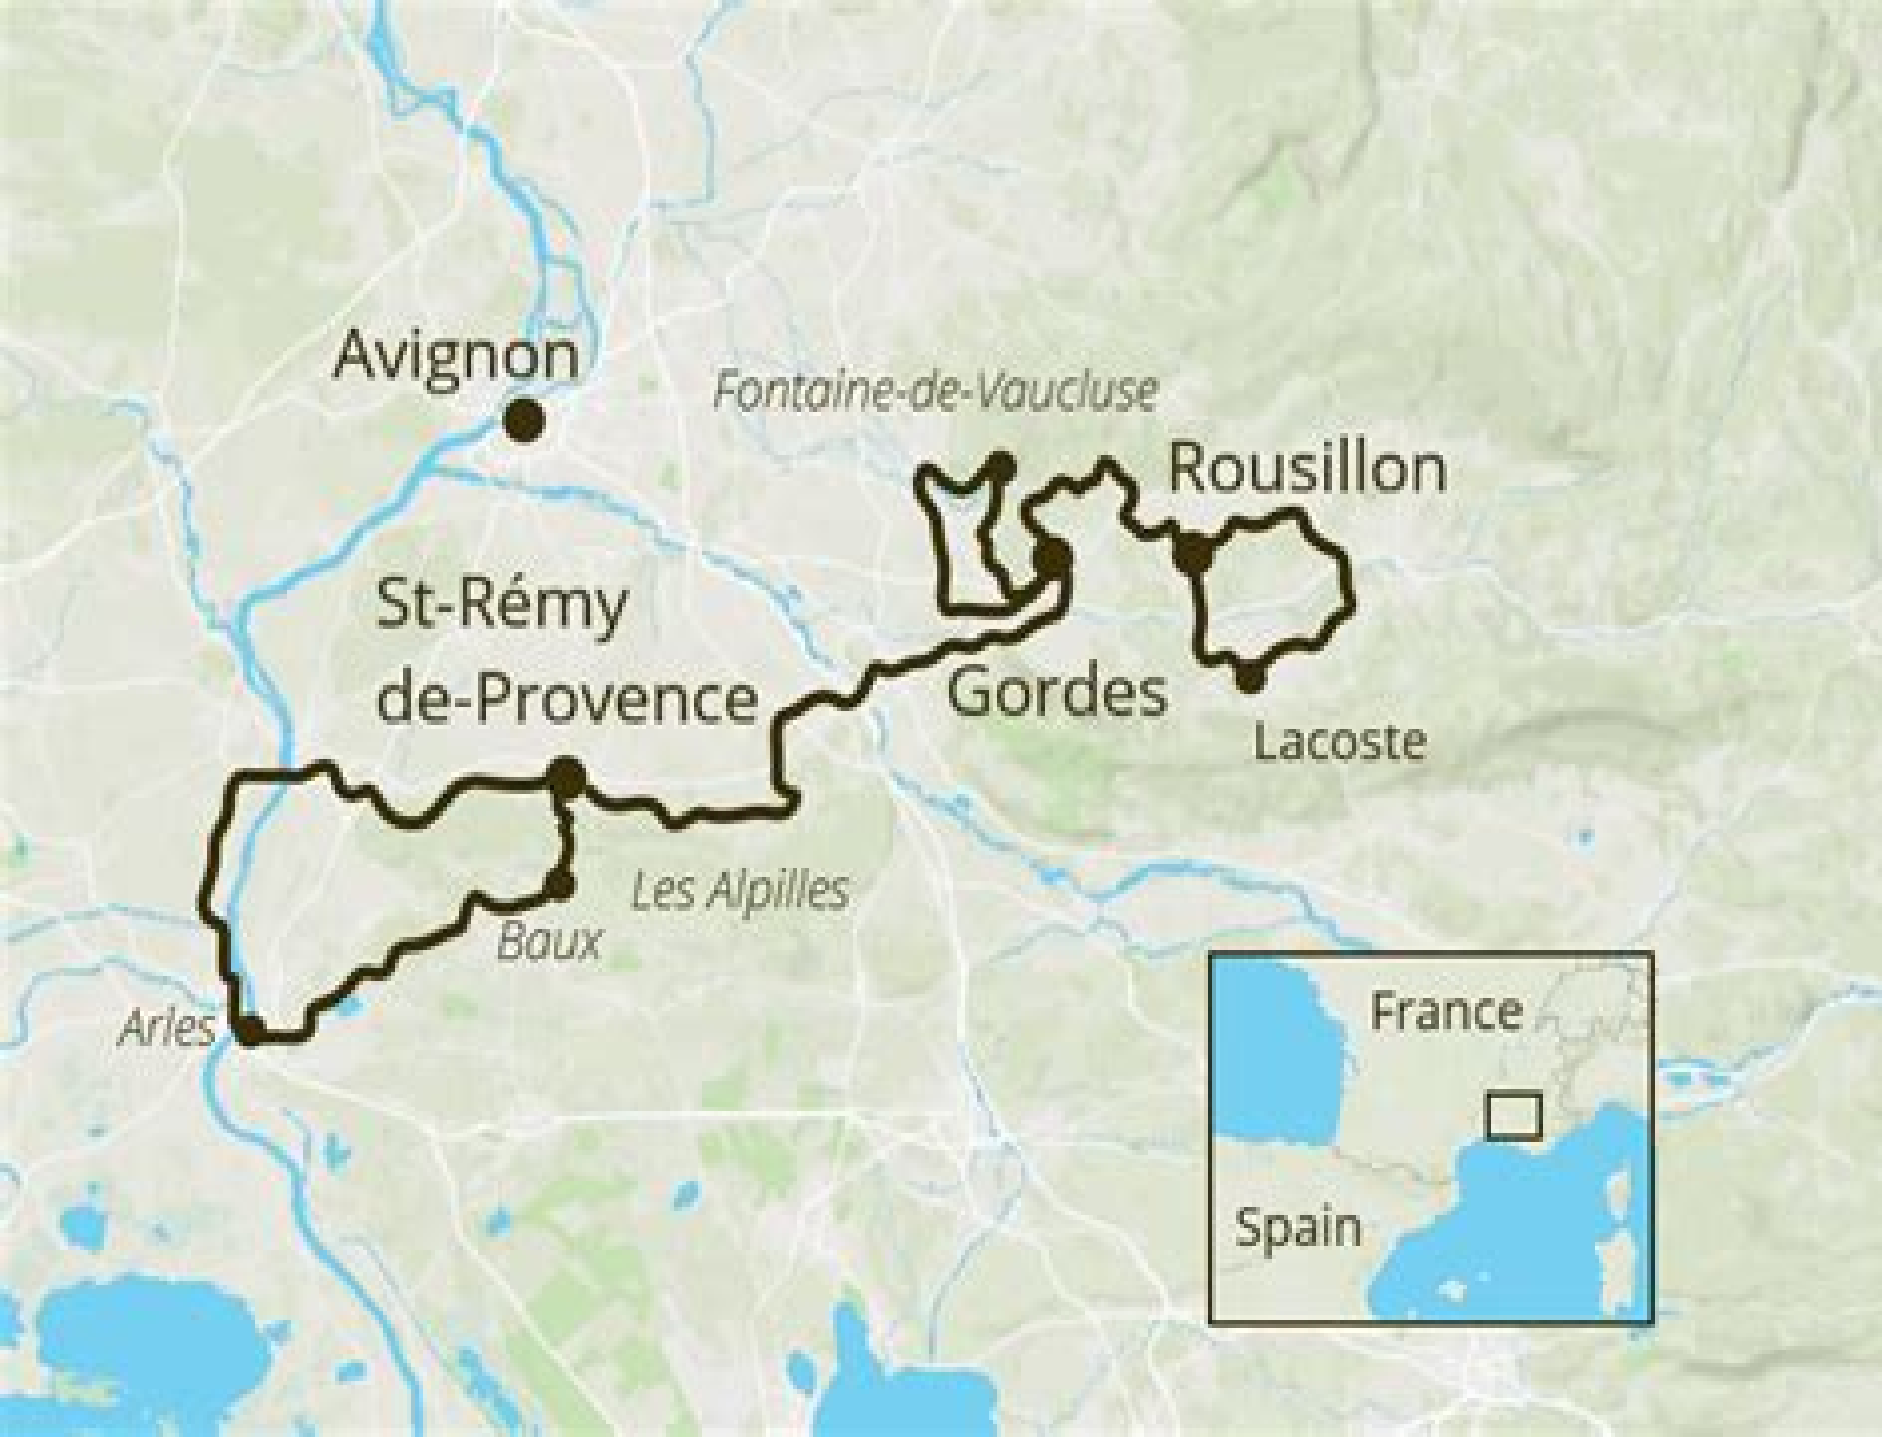 Avignon
Fontaine-de-Vaucluse
Rousillon
St-Rémy
de-Provence
Gordes
Lacoste
Les Alpilles
Baux
Arles
France
Spain